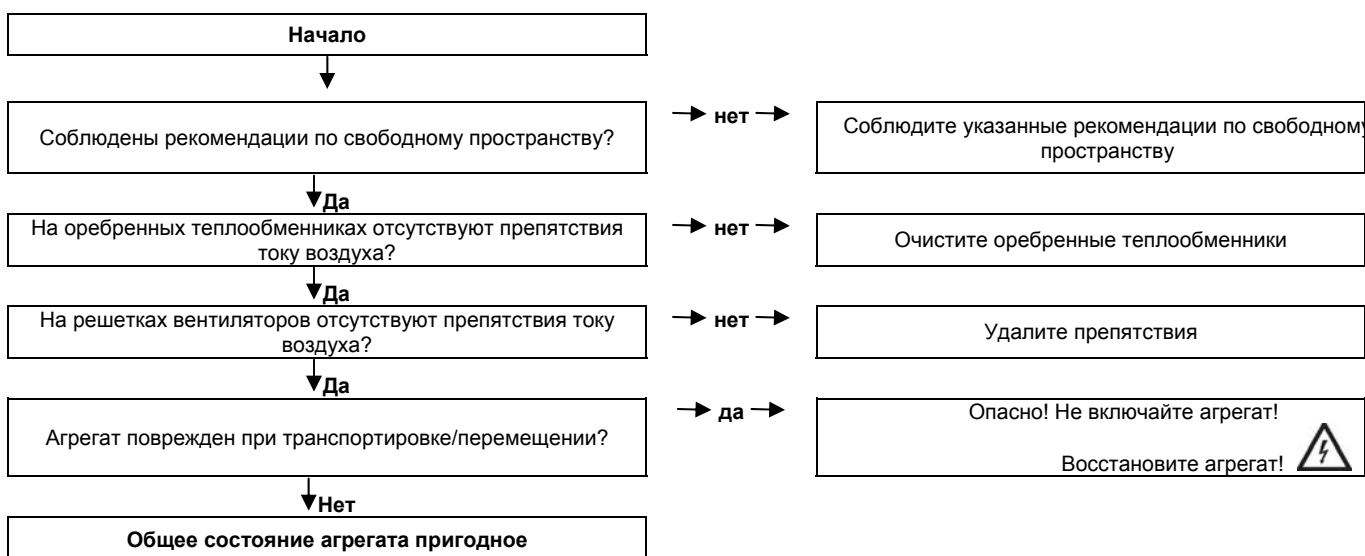 Начало
Соблюдены рекомендации по свободному пространству?
нет
Соблюдите указанные рекомендации по свободному
пространству
Да
На оребренных теплообменниках отсутствуют препятствия
току воздуха?
нет
Очистите оребренные теплообменники
Да
На решетках вентиляторов отсутствуют препятствия току
воздуха?
нет
Удалите препятствия
Да
Агрегат поврежден при транспортировке/перемещении?
да
Опасно! Не включайте агрегат!
Восстановите агрегат!
Нет
Общее состояние агрегата пригодное